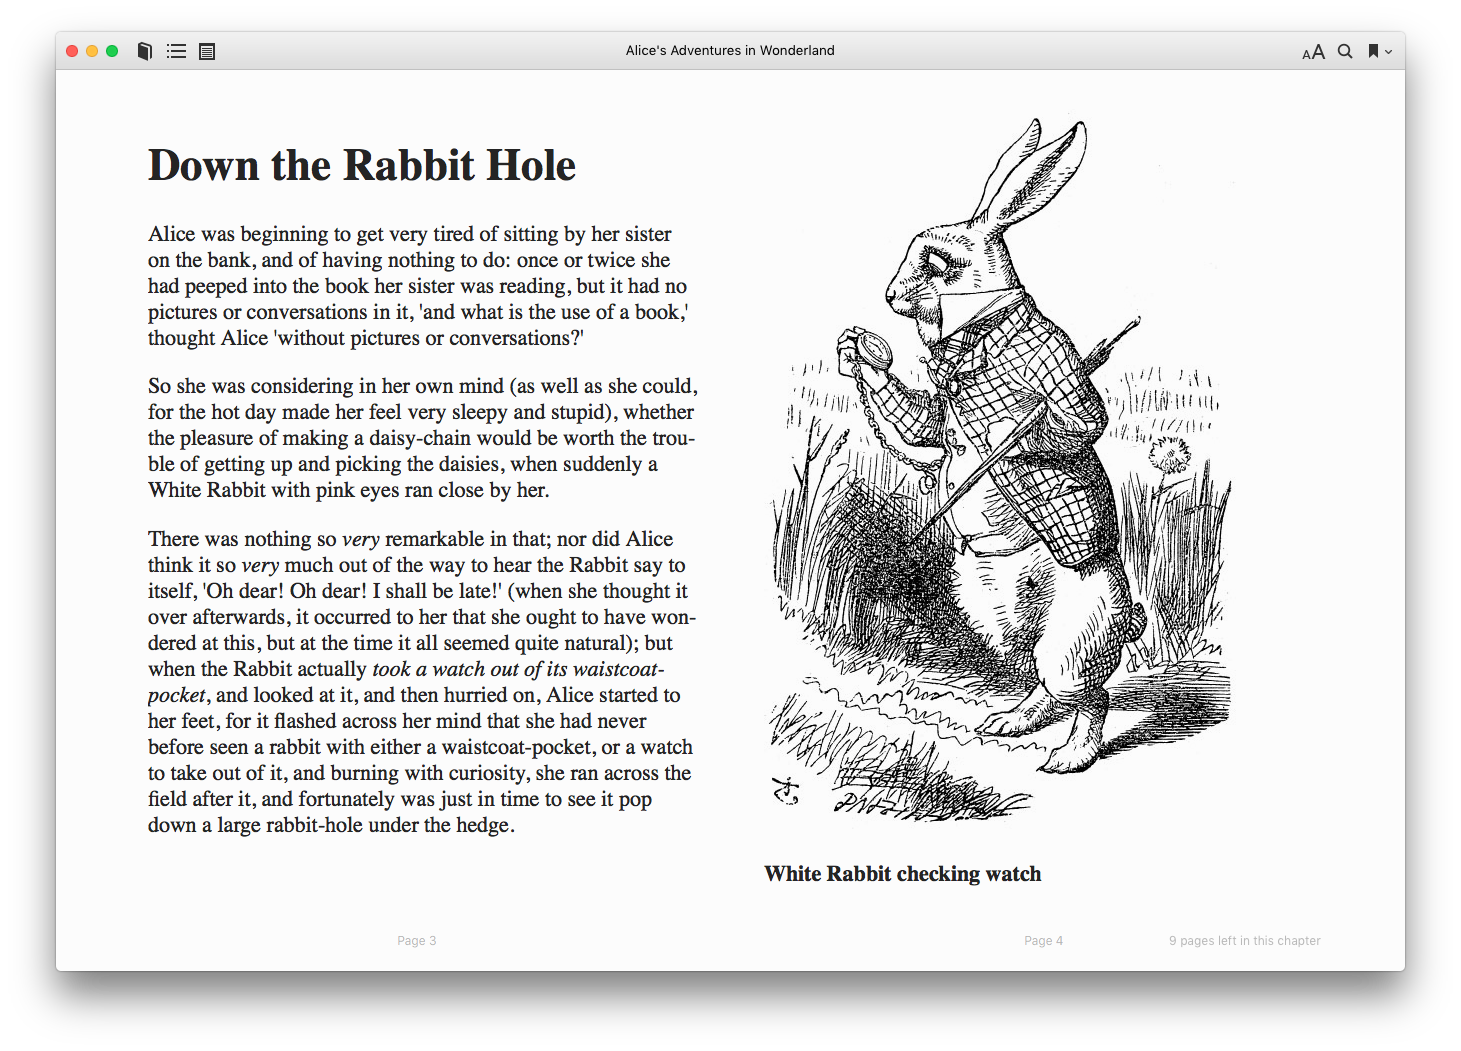 Alice's Adventures in Wonderland
AA
Down the Rabbit Hole
Alice was beginning to get very tired of sitting by her sister
on the bank, and of having nothing to do: once or twice she
had peeped into the book her sister was reading, but it had no
pictures or conversations in it, 'and what is the use of a book,'
thought Alice 'without pictures or conversations?'
So she was considering in her own mind (as well as she could,
for the hot day made her feel very sleepy and stupid), whether
the pleasure of making a daisy-chain would be worth the trou-
ble of getting up and picking the daisies, when suddenly a
White Rabbit with pink eyes ran close by her.
There was nothing so very remarkable in that; nor did Alice
think it so very much out of the way to hear the Rabbit say to
itself, 'Oh dear! Oh dear! I shall be late!' (when she thought it
over afterwards, it occurred to her that she ought to have won-
dered at this, but at the time it all seemed quite natural); but
when the Rabbit actually took a watch out of its waistcoat-
pocket, and looked at it, and then hurried on, Alice started to
her feet, for it flashed across her mind that she had never
before seen a rabbit with either a waistcoat-pocket, or a watch
to take out of it, and burning with curiosity, she ran across the
field after it, and fortunately was just in time to see it pop
down a large rabbit-hole under the hedge.
White Rabbit checking watch
Page 3
Page 4
9 pages left in this chapter